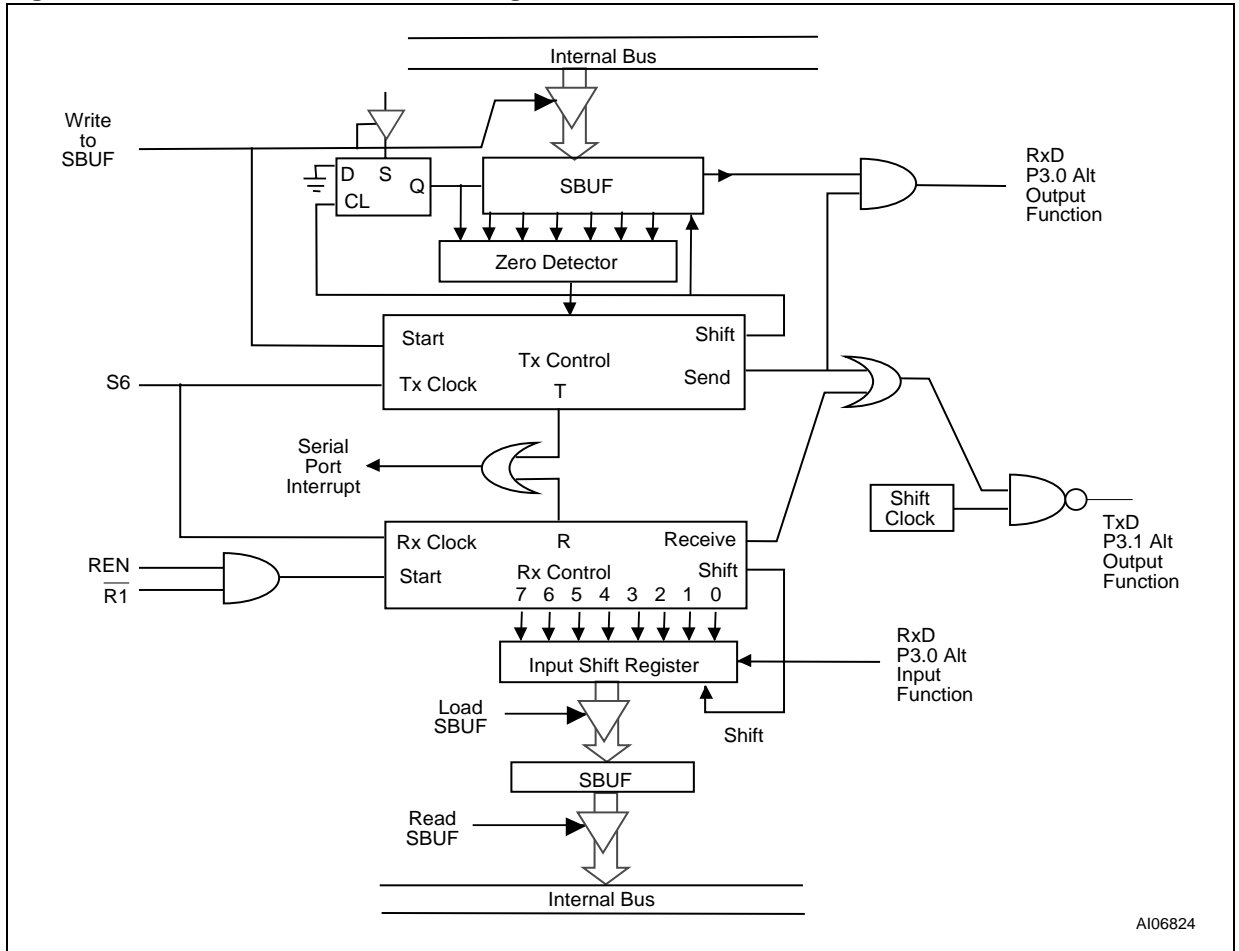 Internal Bus
Write
to
SBUF
D S
Q
CL
SBUF
RxD
P3.0 Alt
Output
Function
Zero Detector
Start
Shift
Tx Control
S6
Tx Clock
T
Send
Serial
Port
Interrupt
Shift
Clock
TxD
P3.1 Alt
Output
Function
Rx Clock
R
Receive
REN
R1
Start
Rx Control
Shift
7 6 5 4 3 2 1 0
Input Shift Register
RxD
P3.0 Alt
Input
Function
Load
SBUF
Shift
SBUF
Read
SBUF
Internal Bus
AI06824